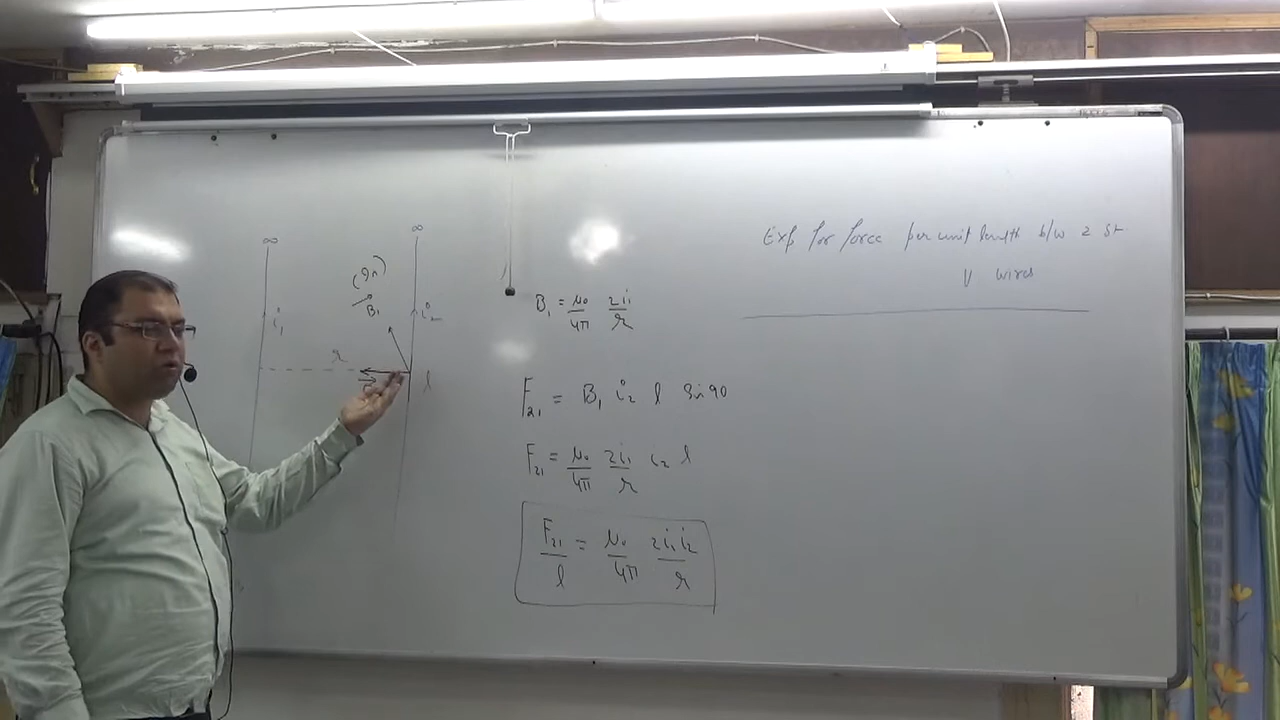 ∞
∞
(In)
B₁
i₁
i₂
r
F
l
B₁ = μ₀/4π 2i₁/r
F₂₁ = B₁ i₂ l Sin 90
F₂₁ = μ₀/4π 2i₁/r i₂ l
F₂₁/l = μ₀/4π 2i₁i₂/r
Exp for force per unit length b/w 2 st
|| wires